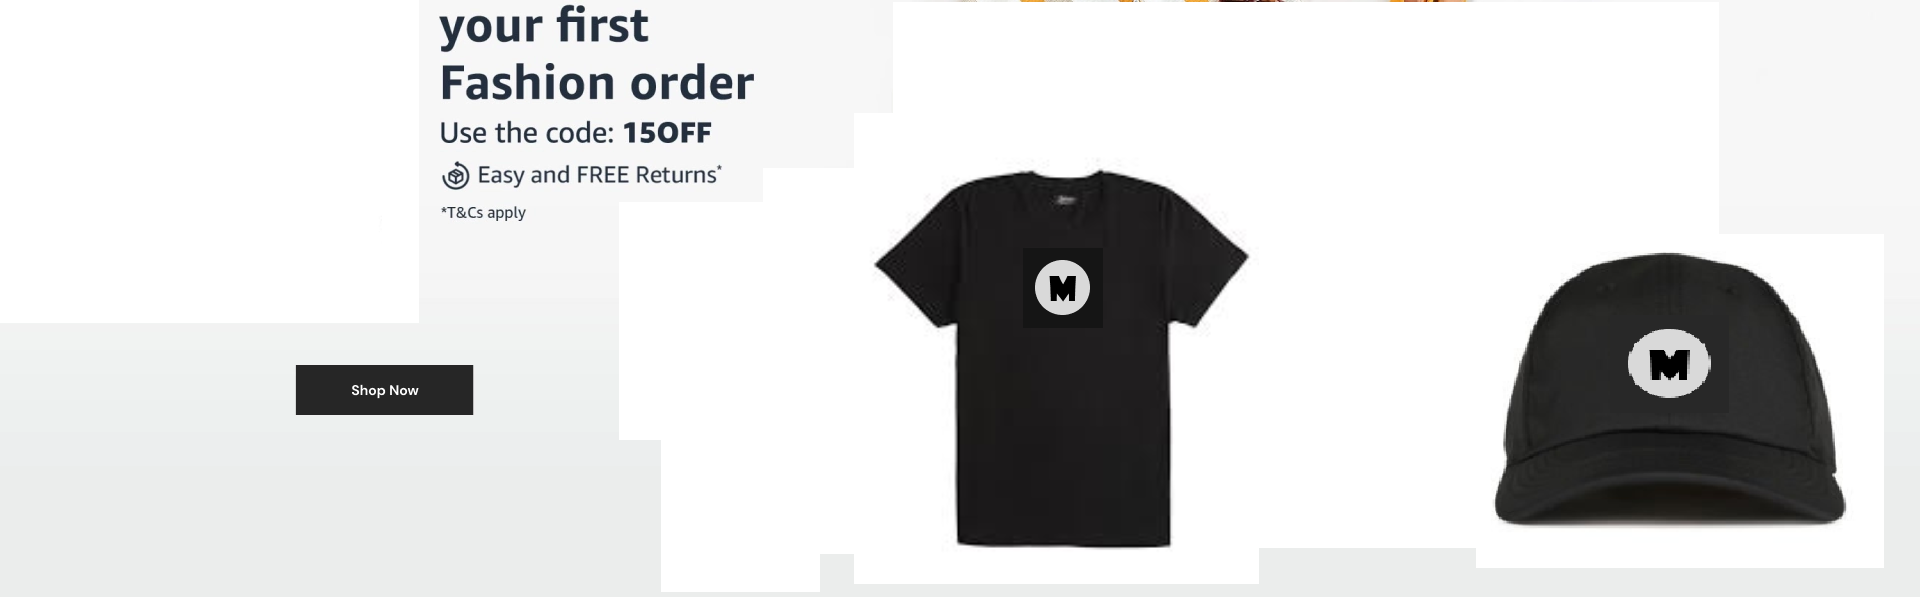 your first
Fashion order
Use the code: 15OFF
Easy and FREE Returns*
*T&Cs apply
Shop Now
M
M